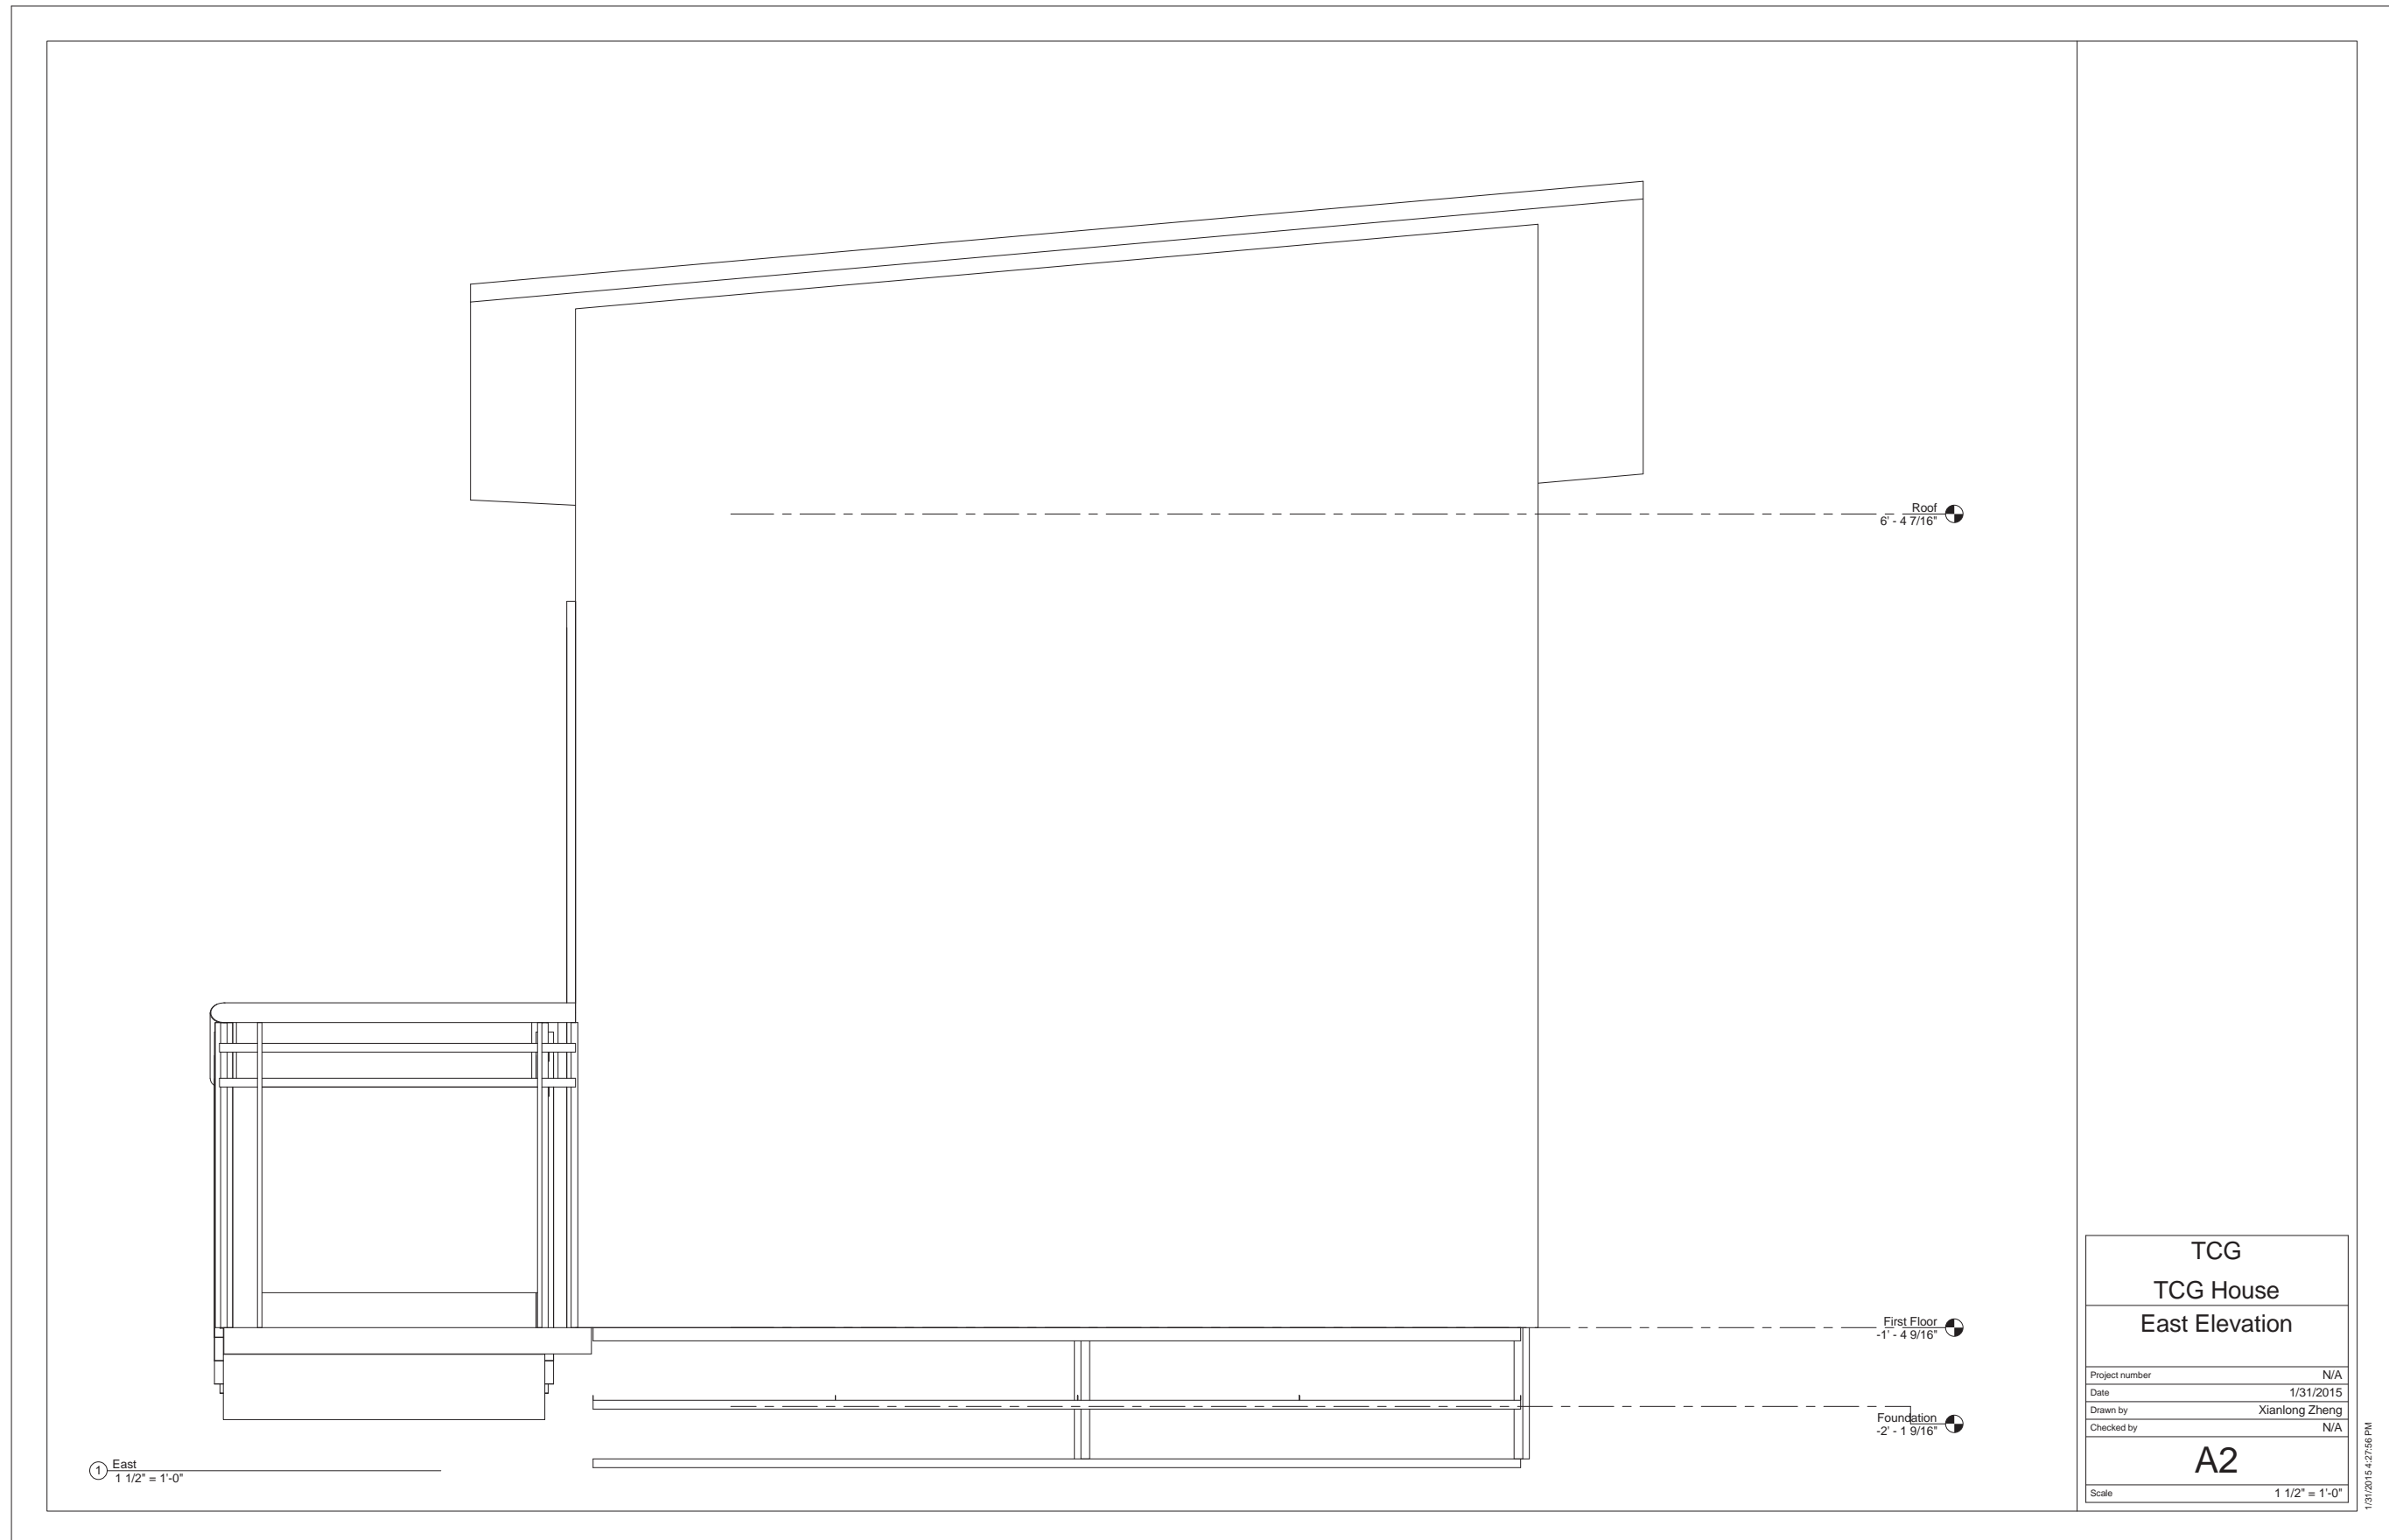 Roof
6' - 4 7/16"
First Floor
-1' - 4 9/16"
Foundation
-2' - 1 9/16"
1 East
1 1/2" = 1'-0"
TCG
TCG House
East Elevation
Project number N/A
Date 1/31/2015
Drawn by Xianlong Zheng
Checked by N/A
A2
Scale 1 1/2" = 1'-0"
1/31/2015 4:27:56 PM